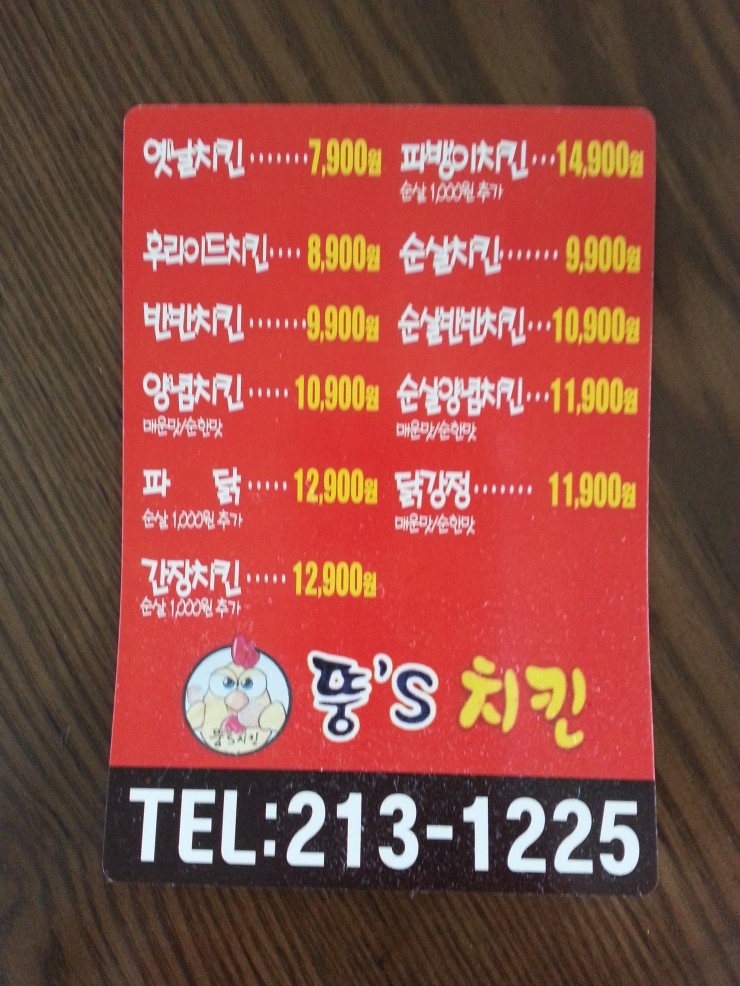 옛날치킨·······7,900원
후라이드치킨···· 8,900원
반반치킨·······9,900원
양념치킨····· 10,900원
매운맛/순한맛
파 닭····· 12,900원
순살 1,000원 추가
간장치킨····· 12,900원
순살 1,000원 추가
파뱅이치킨···14,900원
순살 1,000원 추가
순살치킨······· 9,900원
순살반반치킨···10,900원
순살양념치킨···11,900원
매운맛/순한맛
닭강정······· 11,900원
매운맛/순한맛
뚱's치킨
뚱'S 치킨
TEL:213-1225